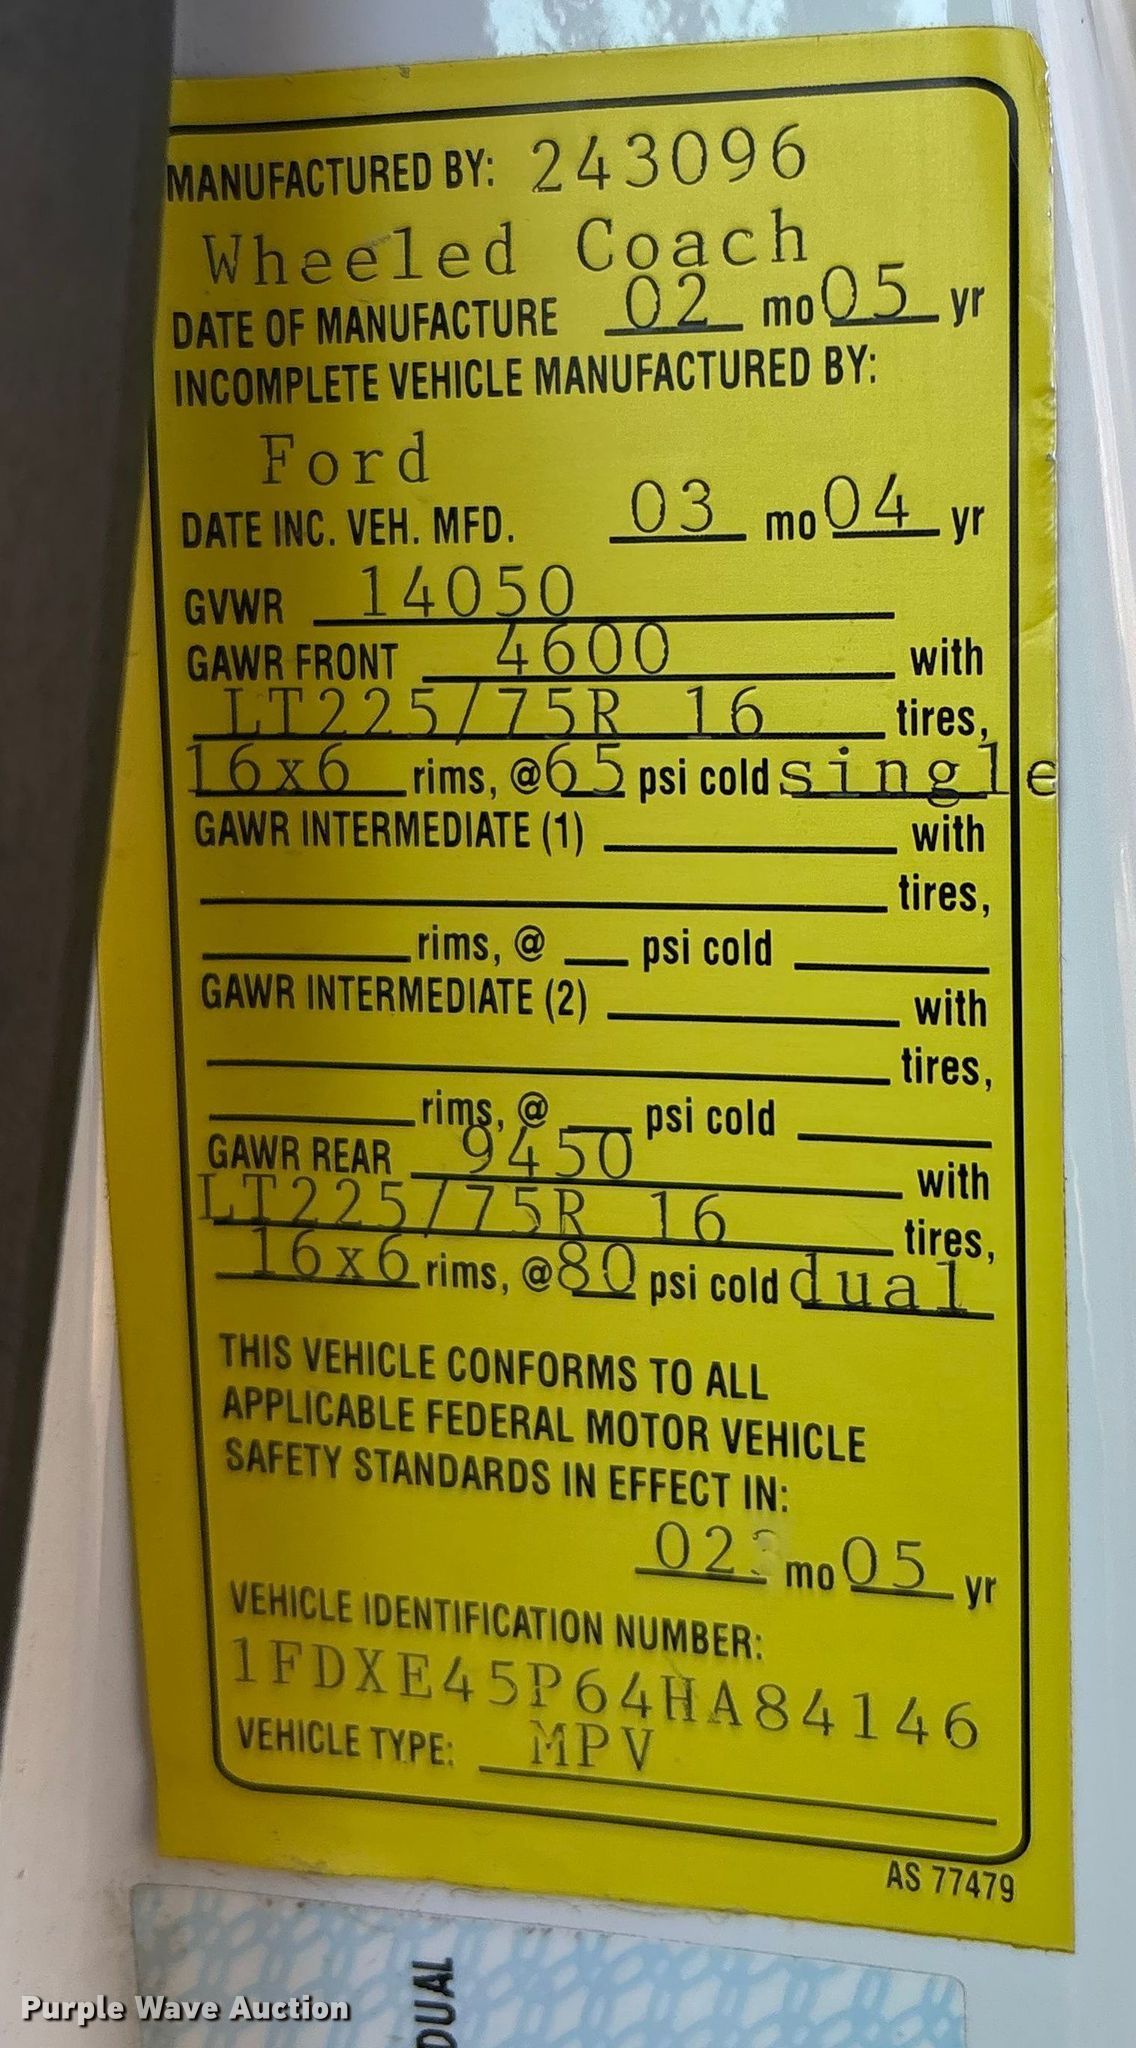 MANUFACTURED BY: 243096
Wheeled Coach
DATE OF MANUFACTURE 02 mo 05 yr
INCOMPLETE VEHICLE MANUFACTURED BY:
Ford
DATE INC. VEH. MFD. 03 mo 04 yr
GVWR 14050
GAWR FRONT 4600 with
LT225/75R 16 tires,
16x6 rims, @ 65 psi cold single
GAWR INTERMEDIATE (1) with
tires,
rims, @ psi cold
GAWR INTERMEDIATE (2) with
tires,
rims, @ psi cold
GAWR REAR 9450 with
LT225/75R 16 tires,
16x6 rims, @ 80 psi cold dual
THIS VEHICLE CONFORMS TO ALL
APPLICABLE FEDERAL MOTOR VEHICLE
SAFETY STANDARDS IN EFFECT IN:
02 mo 05 yr
VEHICLE IDENTIFICATION NUMBER:
1FDXE45P64HA84146
VEHICLE TYPE: MPV
AS 77479
DUAL
Purple Wave Auction